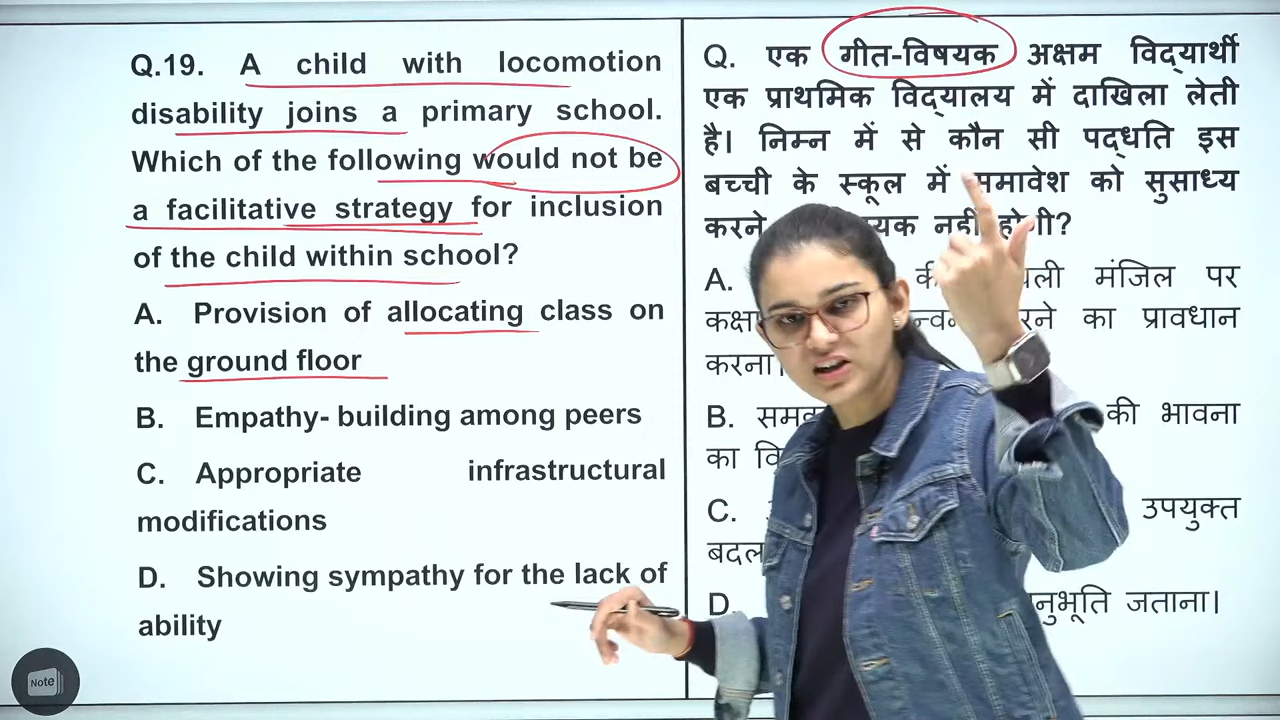 Q.19. A child with locomotion
disability joins a primary school.
Which of the following would not be
a facilitative strategy for inclusion
of the child within school?
A. Provision of allocating class on
the ground floor
B. Empathy- building among peers
C. Appropriate infrastructural
modifications
D. Showing sympathy for the lack of
ability
Q. एक गीत-विषयक अक्षम विद्यार्थी
एक प्राथमिक विद्यालय में दाखिला लेती
है। निम्न में से कौन सी पद्धति इस
बच्ची के स्कूल में समावेश को सुसाध्य
करने नहीं होगी?
A. मंजिल पर
करने का प्रावधान
करना।
B. की भावना
का
C. उपयुक्त
D. जताना।
Note